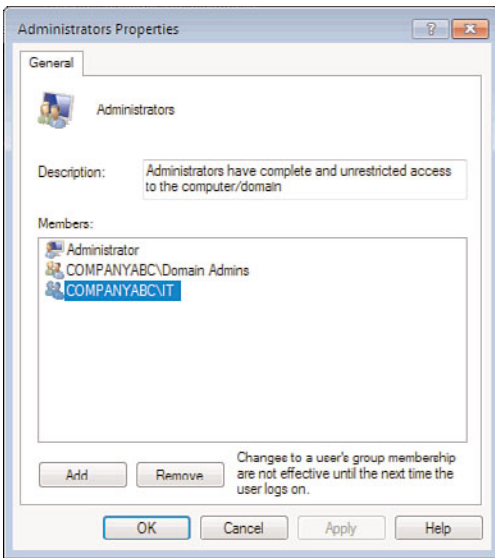 Administrators Properties
General
Administrators
Description:
Administrators have complete and unrestricted access
to the computer/domain
Members:
Administrator
COMPANYABC\Domain Admins
COMPANYABC\IT
Add
Remove
Changes to a user's group membership
are not effective until the next time the
user logs on.
OK
Cancel
Apply
Help